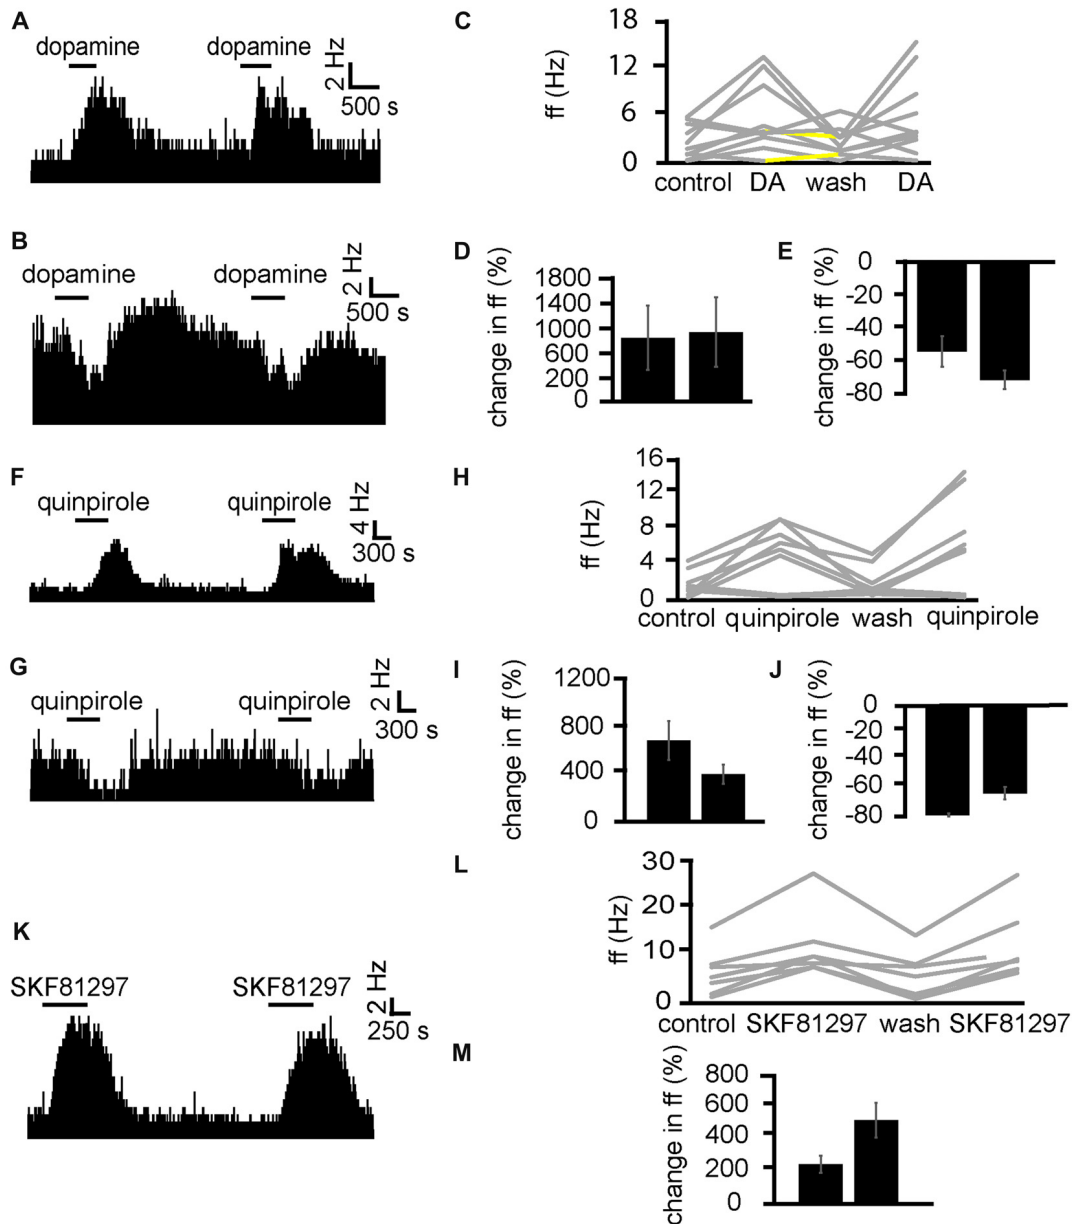 A
dopamine
dopamine
2 Hz
500 s
B
dopamine
dopamine
2 Hz
500 s
C
ff (Hz)
18
12
6
0
control DA wash DA
D
change in ff (%)
1800
1400
1000
600
200
0
E
change in ff (%)
0
-20
-40
-60
-80
F
quinpirole
quinpirole
4 Hz
300 s
G
quinpirole
quinpirole
2 Hz
300 s
H
ff (Hz)
16
12
8
4
0
control quinpirole wash quinpirole
I
change in ff (%)
1200
800
400
0
J
change in ff (%)
0
-20
-40
-60
-80
K
SKF81297
SKF81297
2 Hz
250 s
L
ff (Hz)
30
20
10
0
control SKF81297 wash SKF81297
M
change in ff (%)
800
600
400
200
0